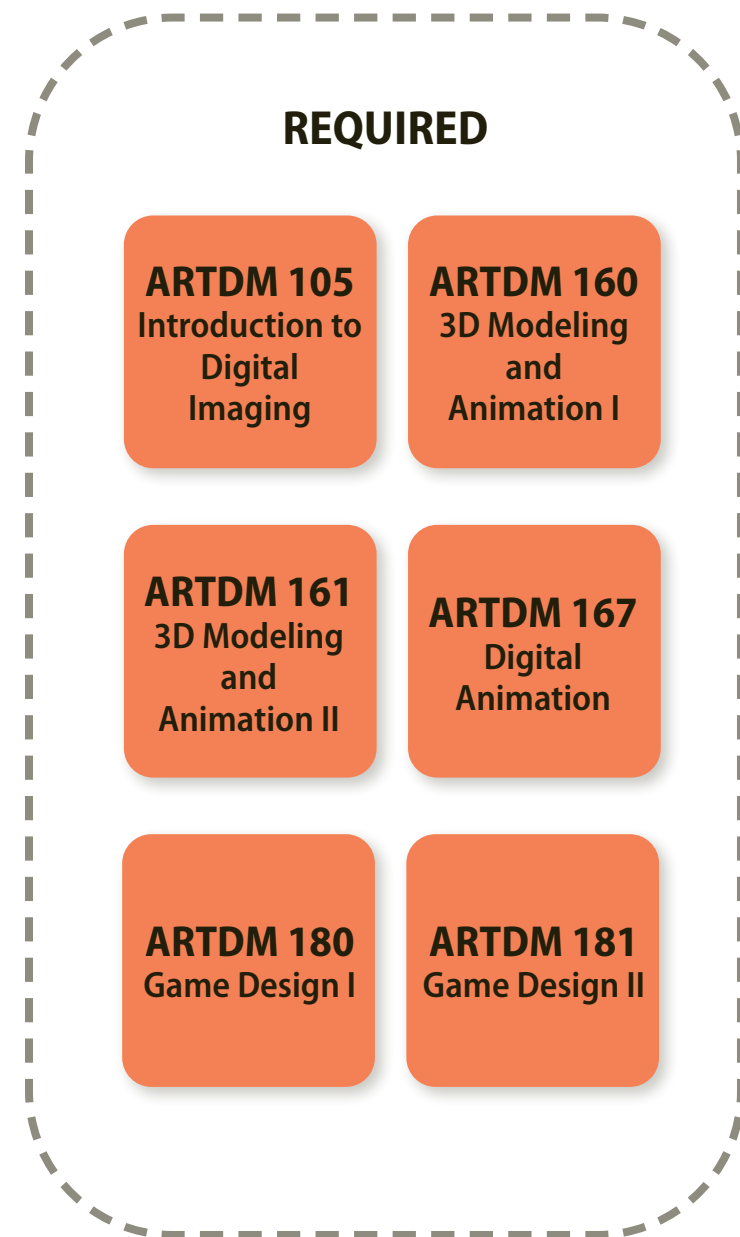 REQUIRED
ARTDM 105
Introduction to
Digital
Imaging
ARTDM 160
3D Modeling
and
Animation I
ARTDM 161
3D Modeling
and
Animation II
ARTDM 167
Digital
Animation
ARTDM 180
Game Design I
ARTDM 181
Game Design II